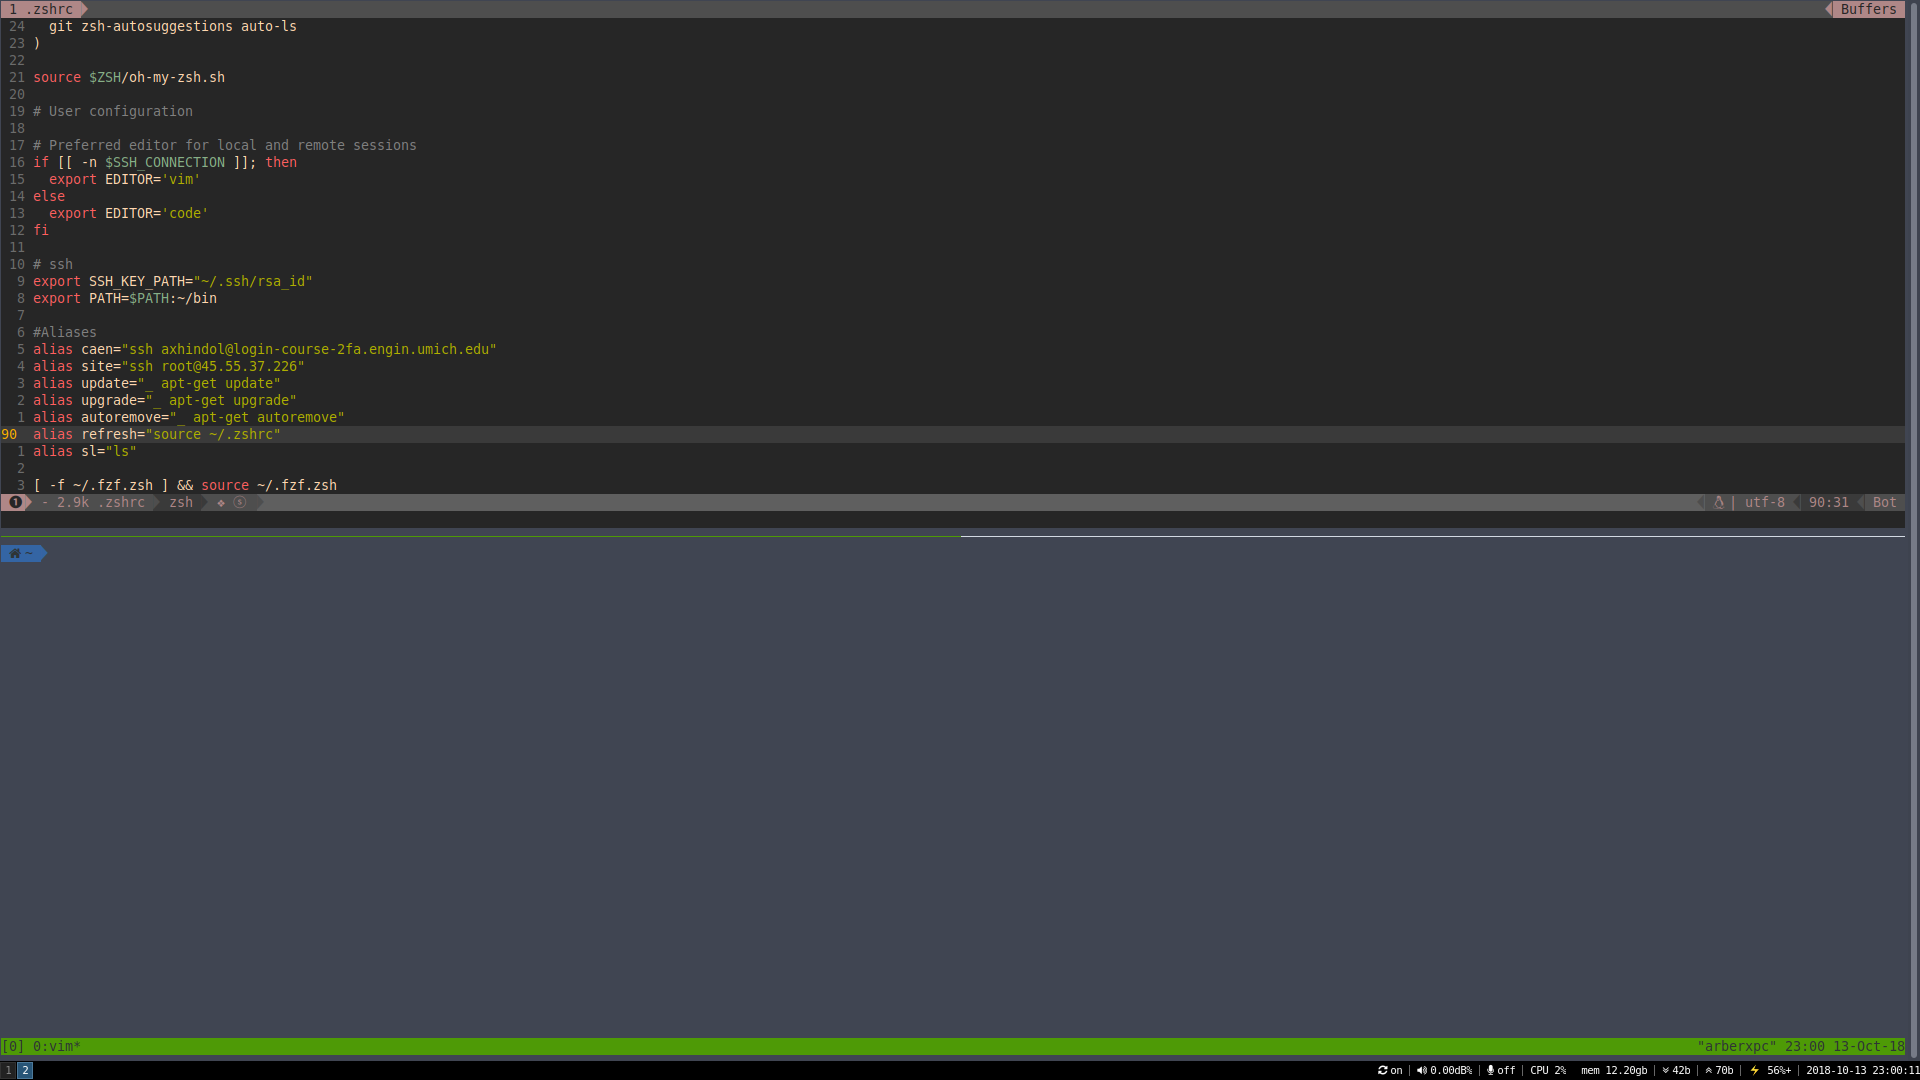 1 .zshrc Buffers
24 git zsh-autosuggestions auto-ls
23 )
22
21 source $ZSH/oh-my-zsh.sh
20
19 # User configuration
18
17 # Preferred editor for local and remote sessions
16 if [[ -n $SSH_CONNECTION ]]; then
15 export EDITOR='vim'
14 else
13 export EDITOR='code'
12 fi
11
10 # ssh
9 export SSH_KEY_PATH="~/.ssh/rsa_id"
8 export PATH=$PATH:~/bin
7
6 #Aliases
5 alias caen="ssh axhindol@login-course-2fa.engin.umich.edu"
4 alias site="ssh root@45.55.37.226"
3 alias update="_ apt-get update"
2 alias upgrade="_ apt-get upgrade"
1 alias autoremove="_ apt-get autoremove"
90 alias refresh="source ~/.zshrc"
1 alias sl="ls"
2
3 [ -f ~/.fzf.zsh ] && source ~/.fzf.zsh
❶ - 2.9k .zshrc zsh ❖ ⓢ | utf-8 90:31 Bot
~
[0] 0:vim* "arberxpc" 23:00 13-Oct-18
1 2 on | 0.00dB% | off | CPU 2% mem 12.20gb | 42b | 70b | ⚡ 56%+ | 2018-10-13 23:00:11